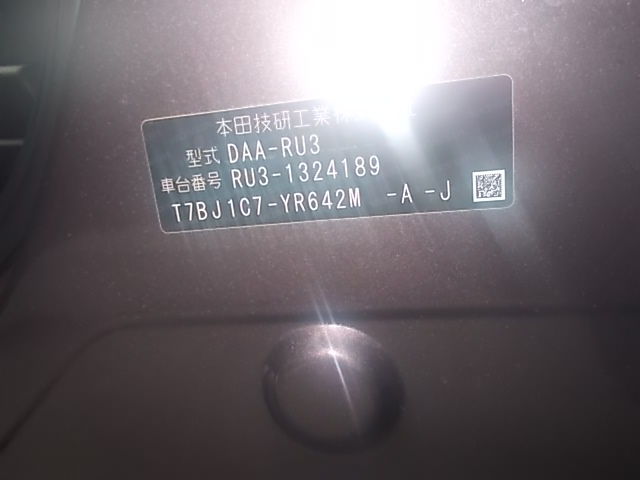 本田技研工業
型式 DAA-RU3
車台番号 RU3-1324189
T7BJ1C7-YR642M -A -J